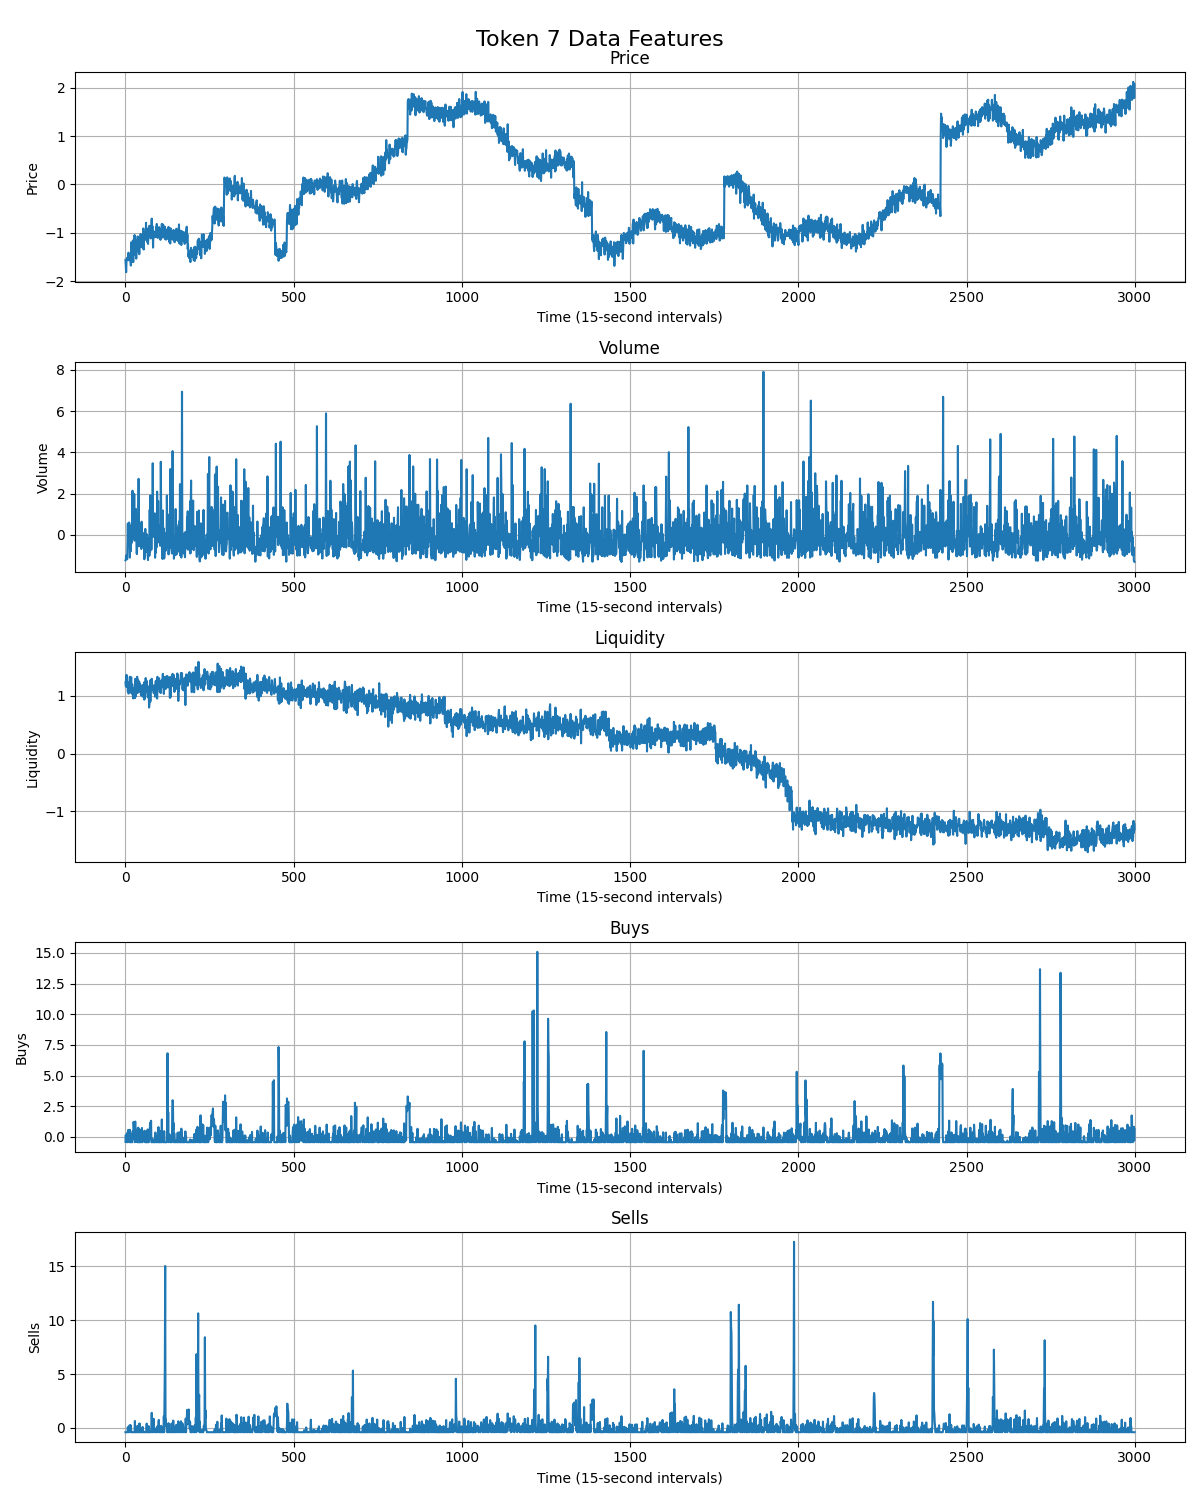 Token 7 Data Features
Price
Price
2
1
0
−1
−2
0 500 1000 1500 2000 2500 3000
Time (15-second intervals)
Volume
Volume
8
6
4
2
0
0 500 1000 1500 2000 2500 3000
Time (15-second intervals)
Liquidity
Liquidity
1
0
−1
0 500 1000 1500 2000 2500 3000
Time (15-second intervals)
Buys
Buys
15.0
12.5
10.0
7.5
5.0
2.5
0.0
0 500 1000 1500 2000 2500 3000
Time (15-second intervals)
Sells
Sells
15
10
5
0
0 500 1000 1500 2000 2500 3000
Time (15-second intervals)